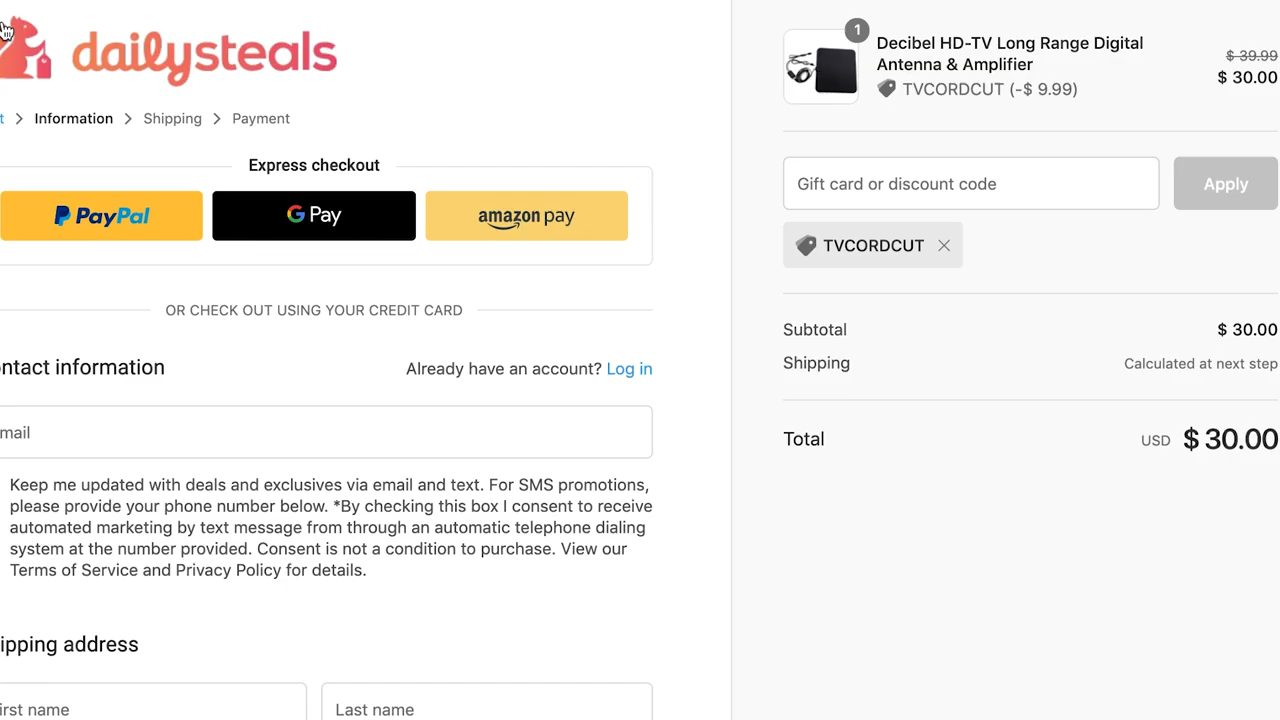 dailysteals
t > Information > Shipping > Payment
Express checkout
PayPal
G Pay
amazon pay
OR CHECK OUT USING YOUR CREDIT CARD
ntact information
Already have an account? Log in
mail
Keep me updated with deals and exclusives via email and text. For SMS promotions,
please provide your phone number below. *By checking this box I consent to receive
automated marketing by text message from through an automatic telephone dialing
system at the number provided. Consent is not a condition to purchase. View our
Terms of Service and Privacy Policy for details.
ipping address
irst name
Last name
1
Decibel HD-TV Long Range Digital
Antenna & Amplifier
TVCORDCUT (-$ 9.99)
$ 39.99
$ 30.00
Gift card or discount code
Apply
TVCORDCUT
Subtotal
$ 30.00
Shipping
Calculated at next step
Total
USD $ 30.00